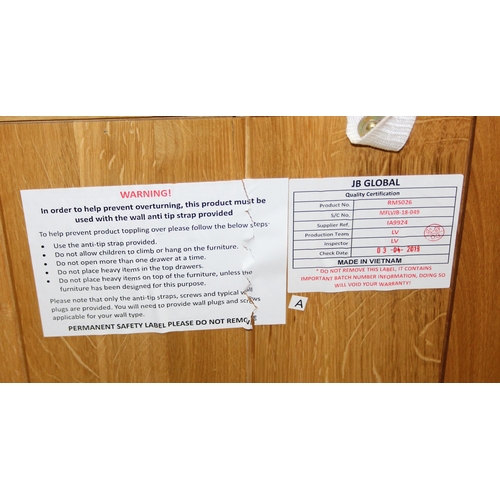 WARNING!
In order to help prevent overturning, this product must be
used with the wall anti tip strap provided
To help prevent product toppling over please follow the below steps:
• Use the anti-tip strap provided.
• Do not allow children to climb or hang on the furniture.
• Do not open more than one drawer at a time.
• Do not place heavy items in the top drawers.
• Do not place heavy items on top of the furniture, unless the
furniture has been designed for this purpose.
Please note that only the anti-tip straps, screws and typical
plugs are provided. You will need to provide wall plugs and screws
applicable for your wall type.
PERMANENT SAFETY LABEL PLEASE DO NOT
JB GLOBAL
Quality Certification
Product No. RMS026
S/C No. MFLVJB-18-049
Supplier Ref. IA9924
Production Team LV
Inspector LV
Check Date 03 -04- 2019
MADE IN VIETNAM
" DO NOT REMOVE THIS LABEL, IT CONTAINS
IMPORTANT BATCH NUMBER INFORMATION, DOING SO
WILL VOID YOUR WARRANTY!
A